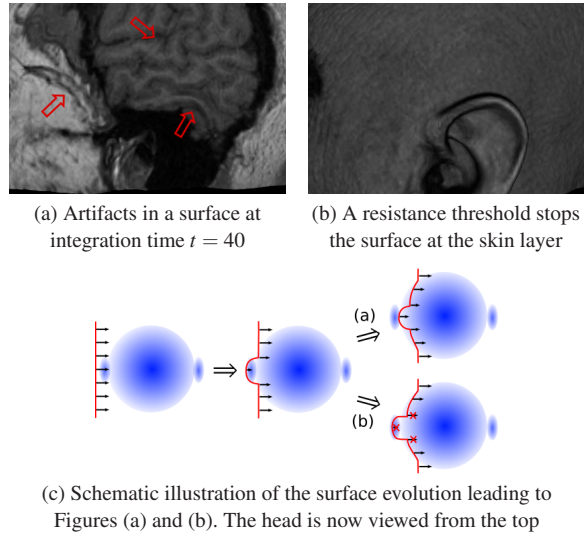 (a) Artifacts in a surface at
integration time t = 40
(b) A resistance threshold stops
the surface at the skin layer
(a)
(b)
(c) Schematic illustration of the surface evolution leading to
Figures (a) and (b). The head is now viewed from the top